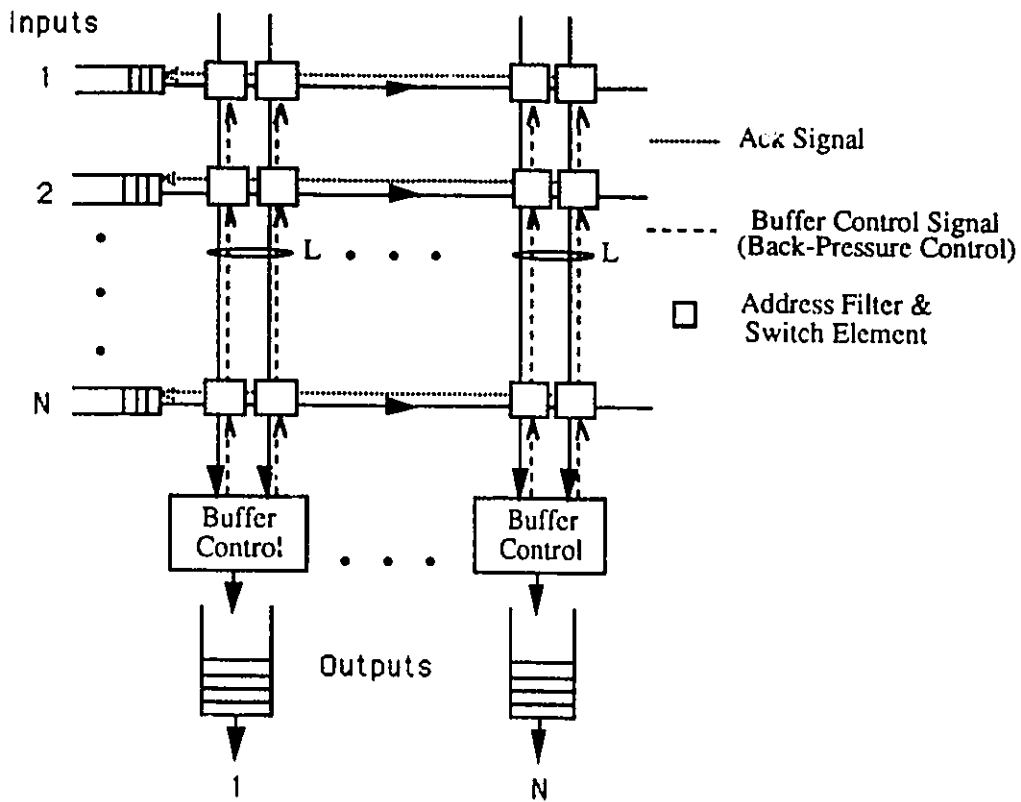 Inputs
1
Ack Signal
2
Buffer Control Signal
(Back-Pressure Control)
L
L
Address Filter &
Switch Element
N
Buffer
Control
Buffer
Control
Outputs
1
N